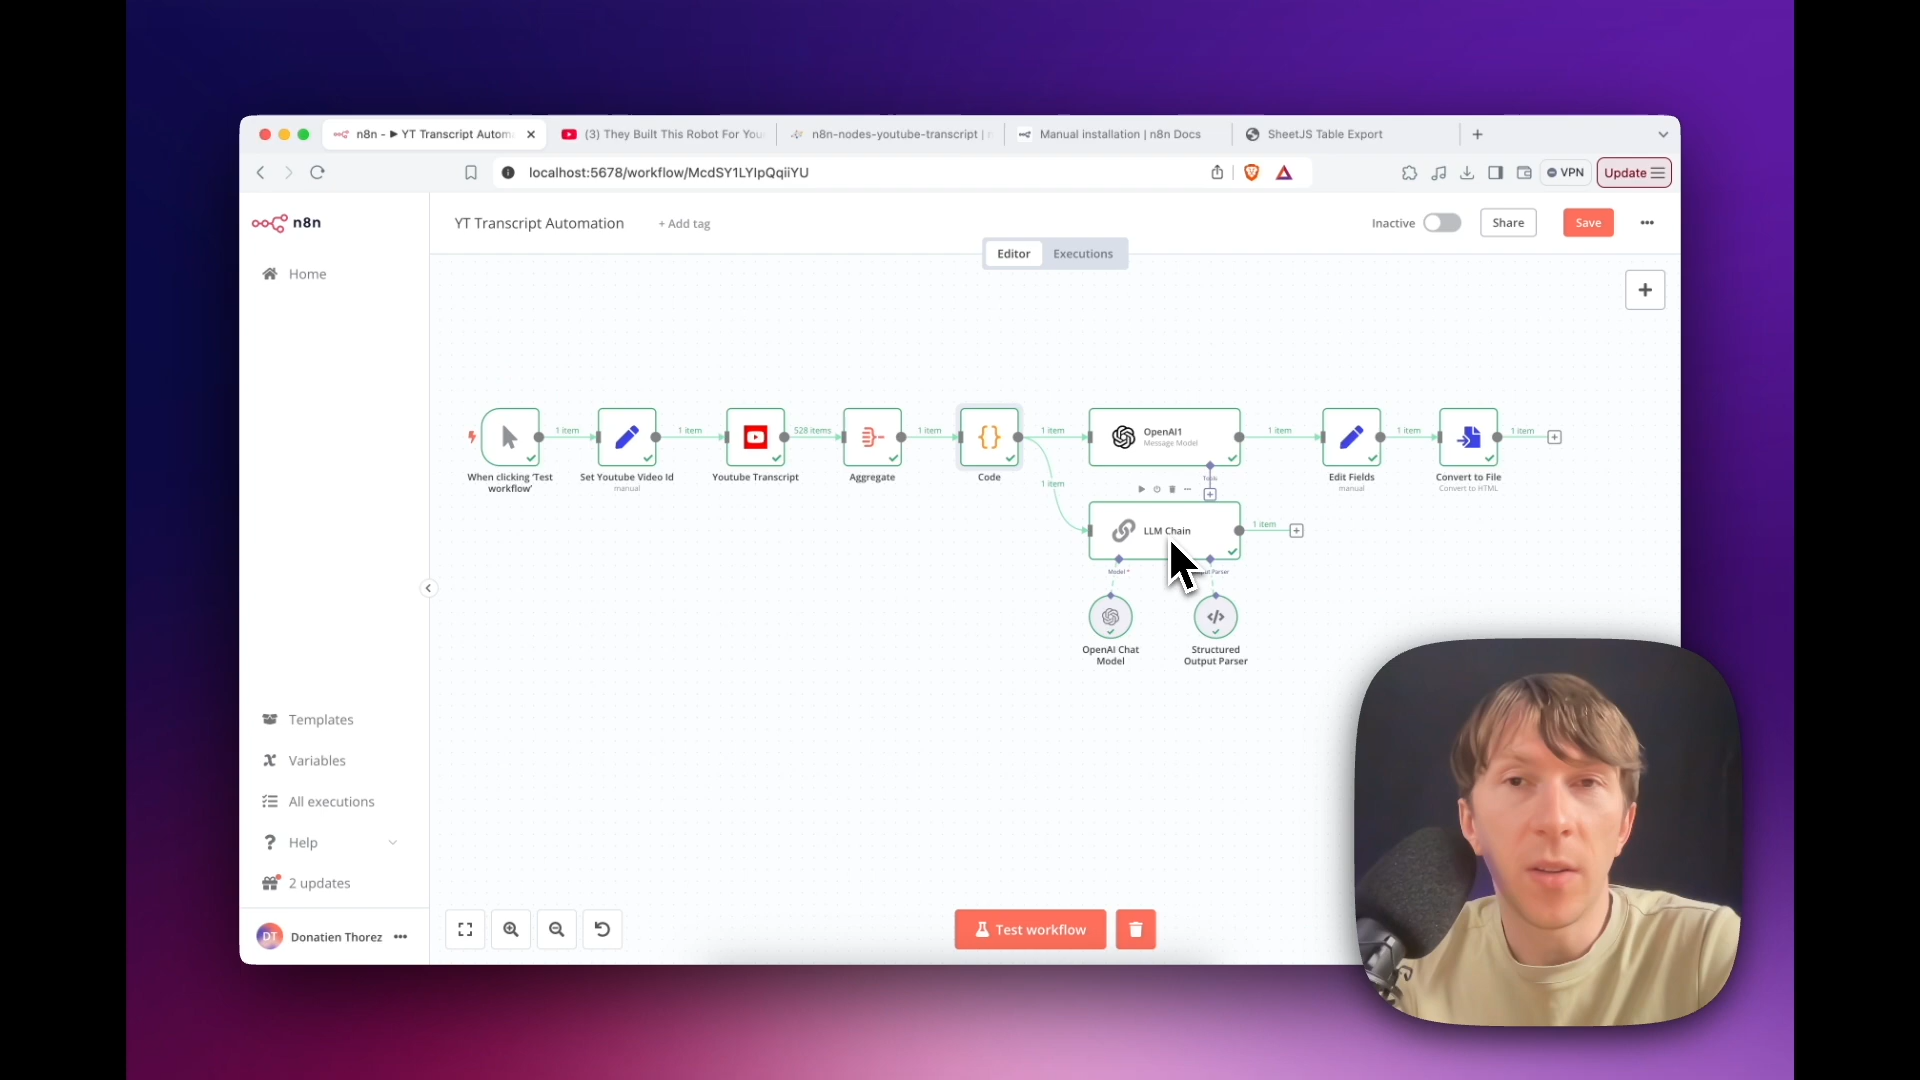 n8n - ▶ YT Transcript Autom
(3) They Built This Robot For You
n8n-nodes-youtube-transcript | n
Manual installation | n8n Docs
SheetJS Table Export
localhost:5678/workflow/McdSY1LYIpQqiiYU
VPN
Update
n8n
YT Transcript Automation
+ Add tag
Inactive
Share
Save
Editor
Executions
Home
1 item
1 item
528 items
1 item
1 item
OpenAI1
Message Model
1 item
1 item
1 item
When clicking ‘Test
workflow’
Set Youtube Video Id
manual
Youtube Transcript
Aggregate
Code
1 item
Tools
Edit Fields
manual
Convert to File
Convert to HTML
LLM Chain
1 item
Model *
Parser
OpenAI Chat
Model
Structured
Output Parser
Templates
Variables
All executions
Help
2 updates
DT
Donatien Thorez
Test workflow